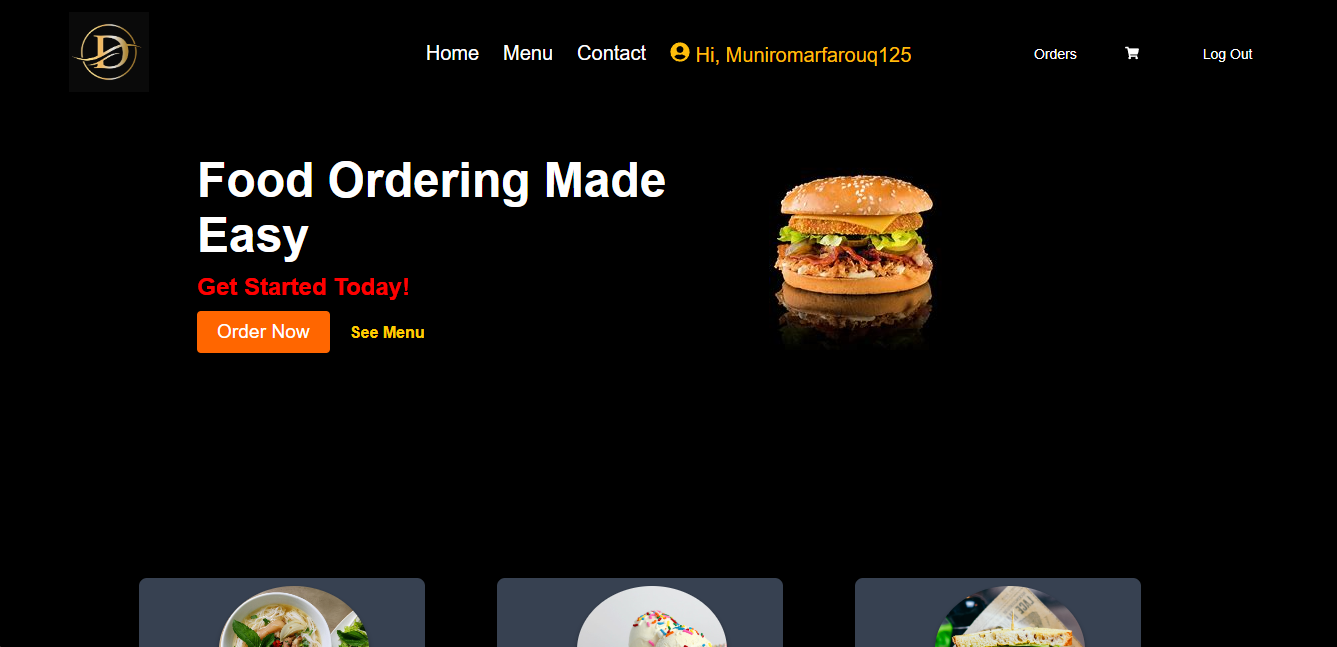 D
Home Menu Contact Hi, Muniromarfarouq125 Orders Log Out
Food Ordering Made
Easy
Get Started Today!
Order Now See Menu